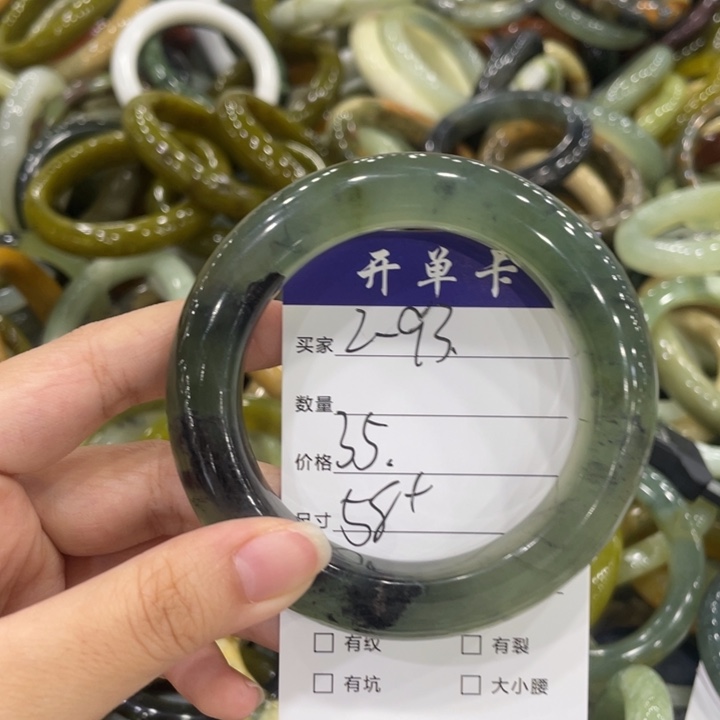 开单卡
买家 2-93.
数量
价格 35.
尺寸 58+
□ 有纹 □ 有裂
□ 有坑 □ 大小腰